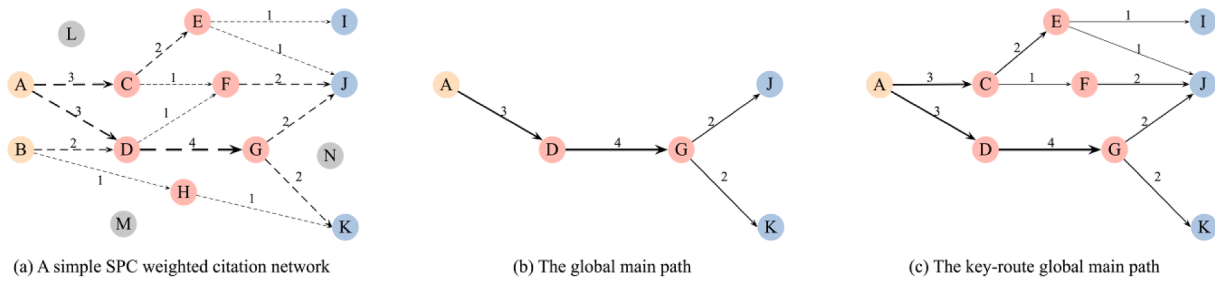 L
E
1
I
2
1
A
3
C
1
F
2
J
3
1
2
B
2
D
4
G
N
1
H
2
1
M
K
(a) A simple SPC weighted citation network
A
J
3
2
D
4
G
2
K
(b) The global main path
E
1
I
2
1
A
3
C
1
F
2
J
3
2
D
4
G
2
K
(c) The key-route global main path